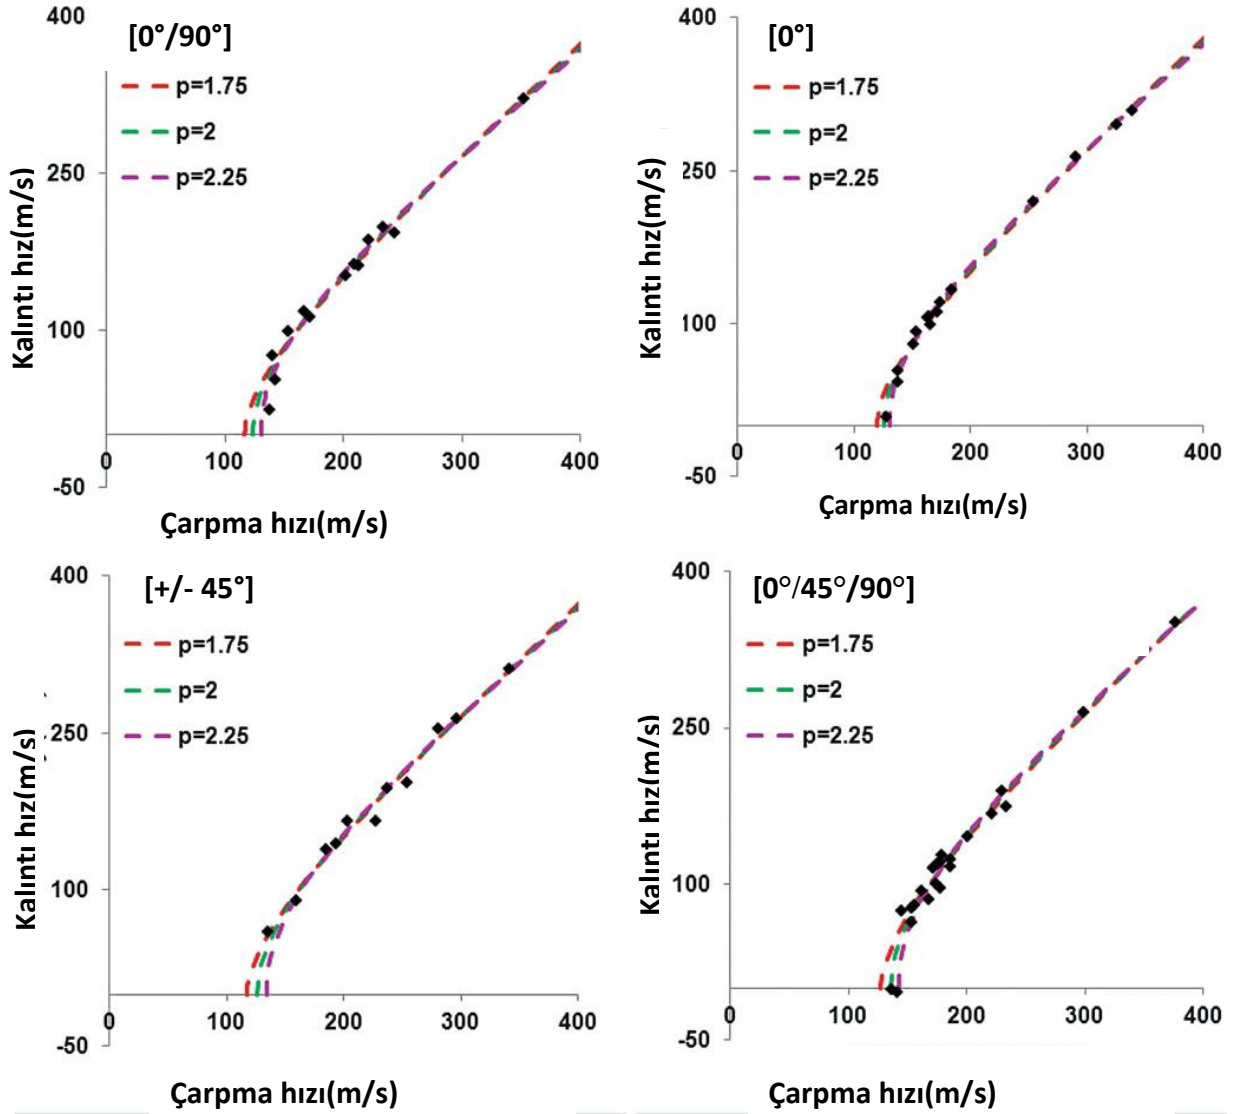 400
[0°/90°]
p=1.75
p=2
p=2.25
250
100
0
100
200
300
400
-50
Kalıntı hız(m/s)
Çarpma hızı(m/s)
400
[0°]
p=1.75
p=2
p=2.25
250
100
0
100
200
300
400
-50
Kalıntı hız(m/s)
Çarpma hızı(m/s)
400
[+/- 45°]
p=1.75
p=2
p=2.25
250
100
0
100
200
300
400
-50
Kalıntı hız(m/s)
Çarpma hızı(m/s)
400
[0°/45°/90°]
p=1.75
p=2
p=2.25
250
100
0
100
200
300
400
-50
Kalıntı hız(m/s)
Çarpma hızı(m/s)